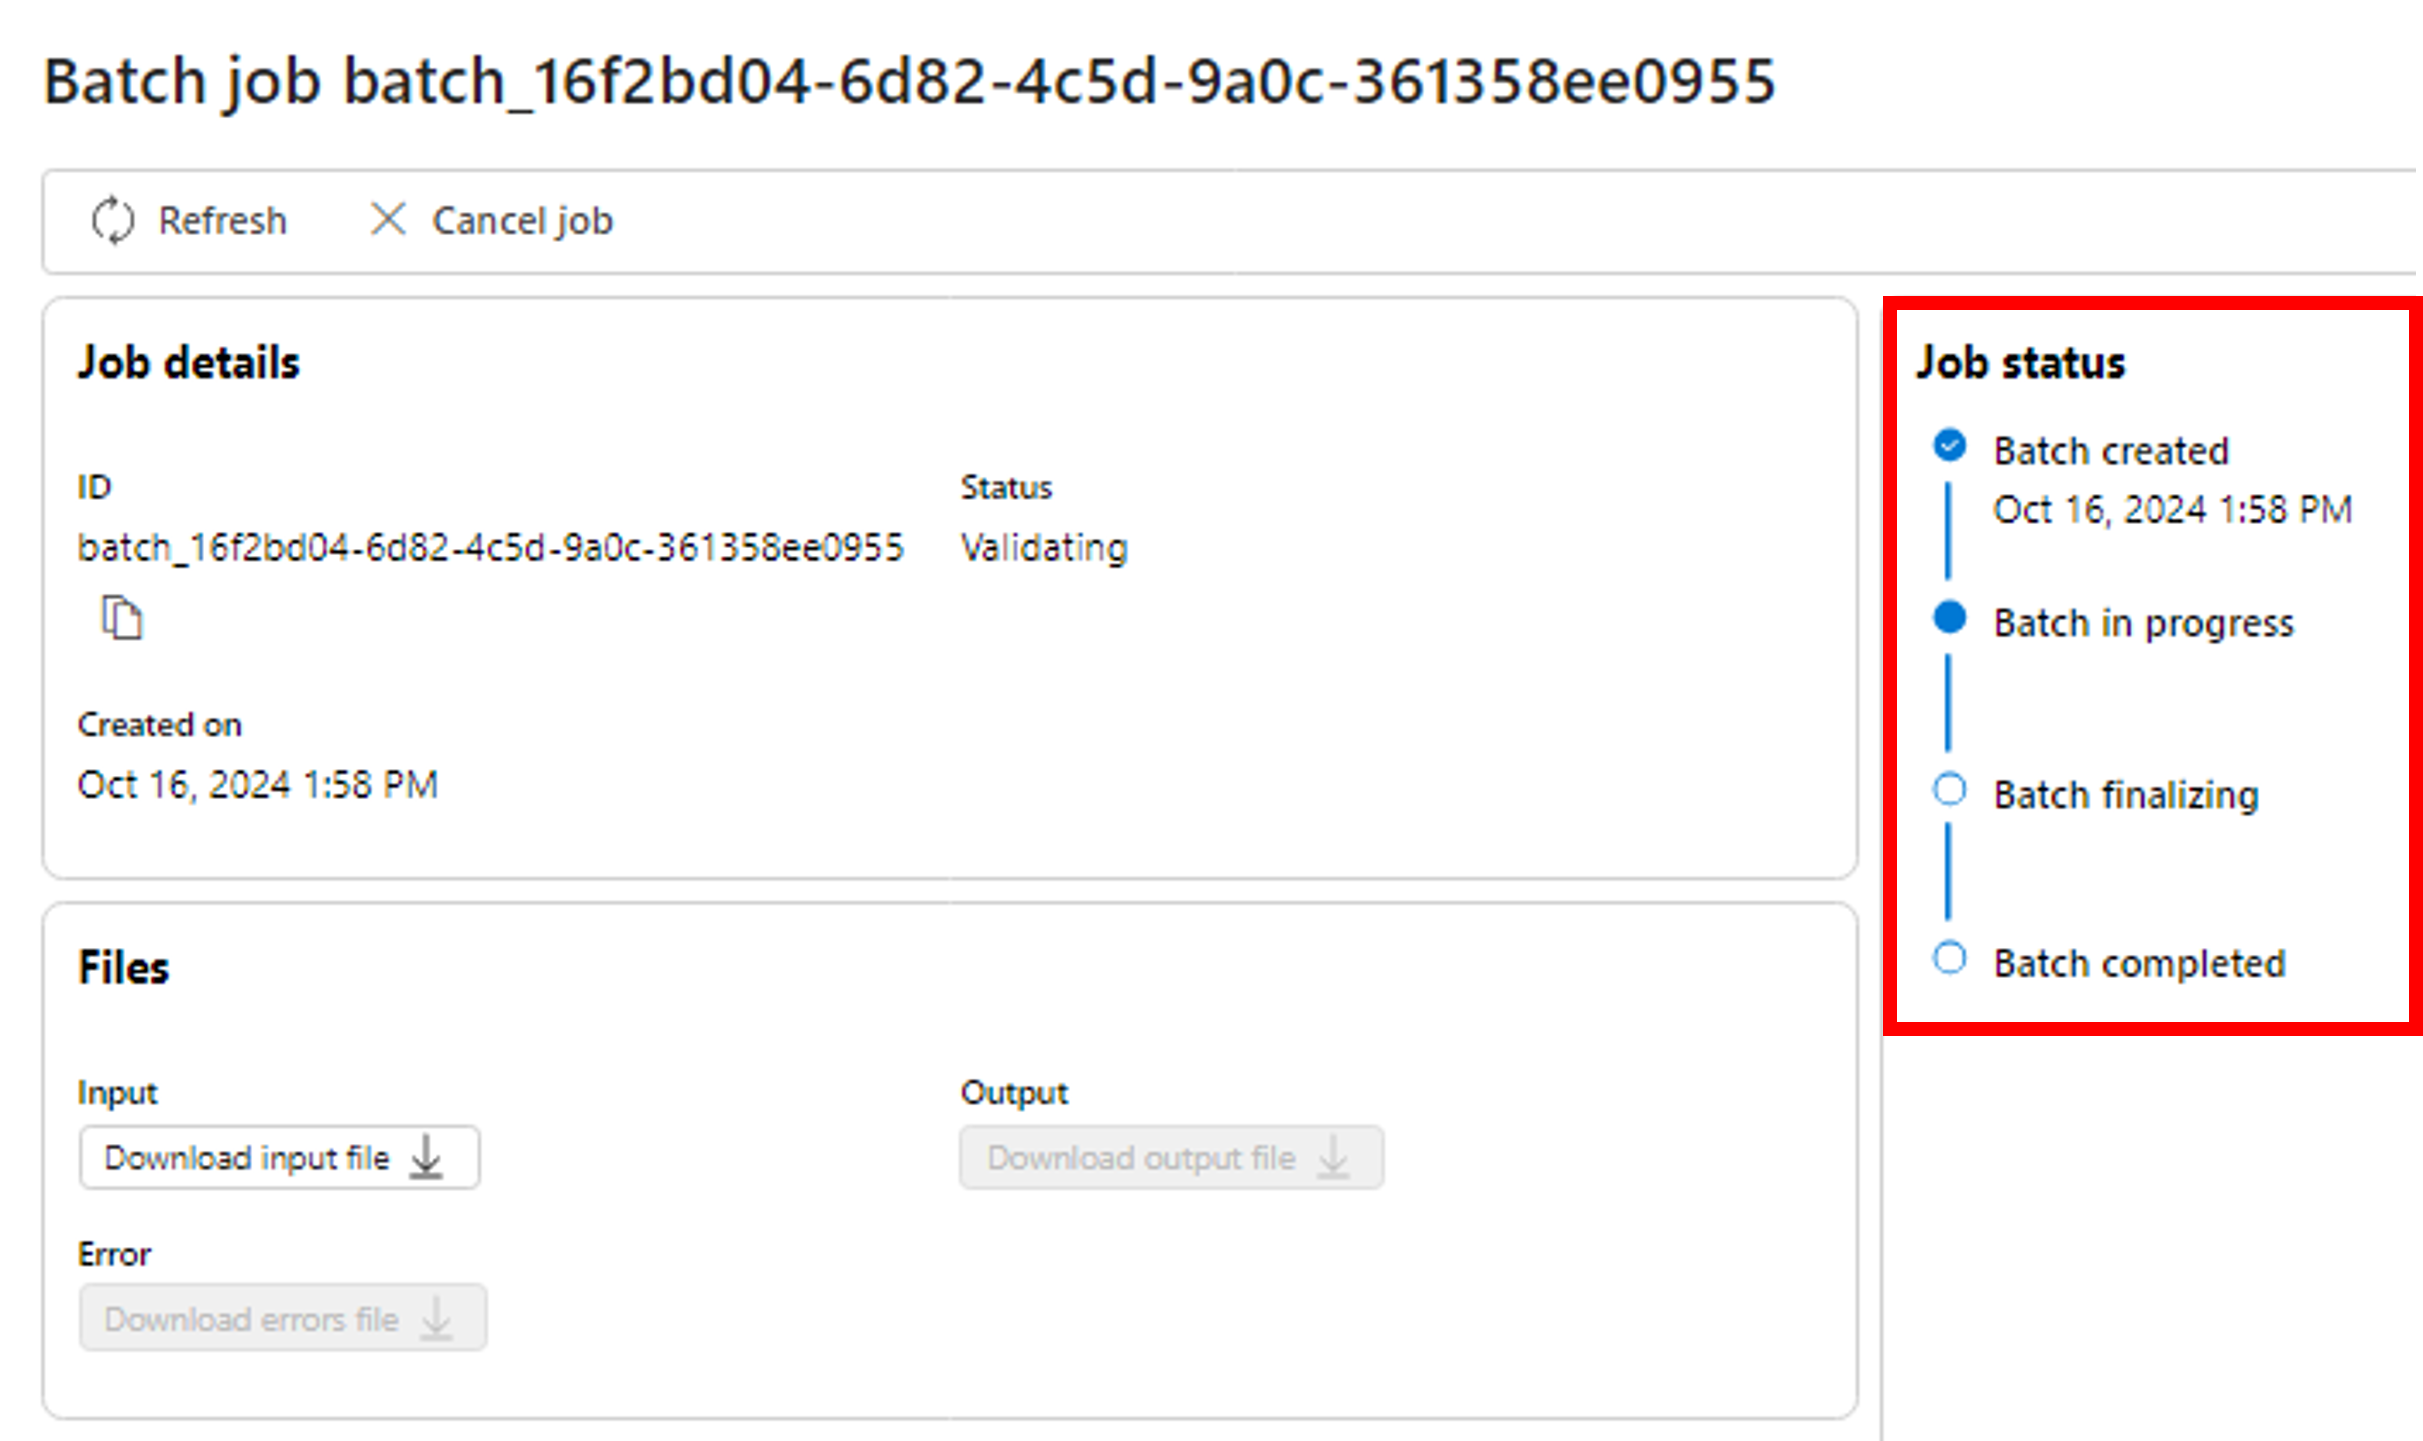 Batch job batch_16f2bd04-6d82-4c5d-9a0c-361358ee0955
Refresh
Cancel job
Job details
ID
batch_16f2bd04-6d82-4c5d-9a0c-361358ee0955
Status
Validating
Created on
Oct 16, 2024 1:58 PM
Files
Input
Download input file
Output
Download output file
Error
Download errors file
Job status
Batch created
Oct 16, 2024 1:58 PM
Batch in progress
Batch finalizing
Batch completed